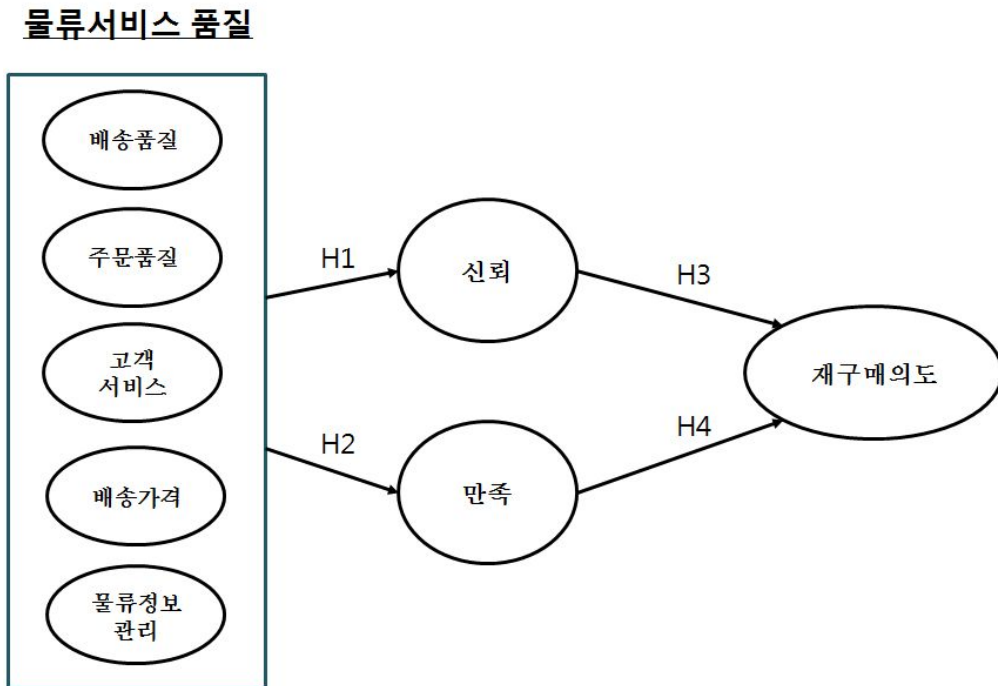 물류서비스 품질
배송품질
주문품질
고객
서비스
배송가격
물류정보
관리
H1
H2
신뢰
만족
H3
H4
재구매의도